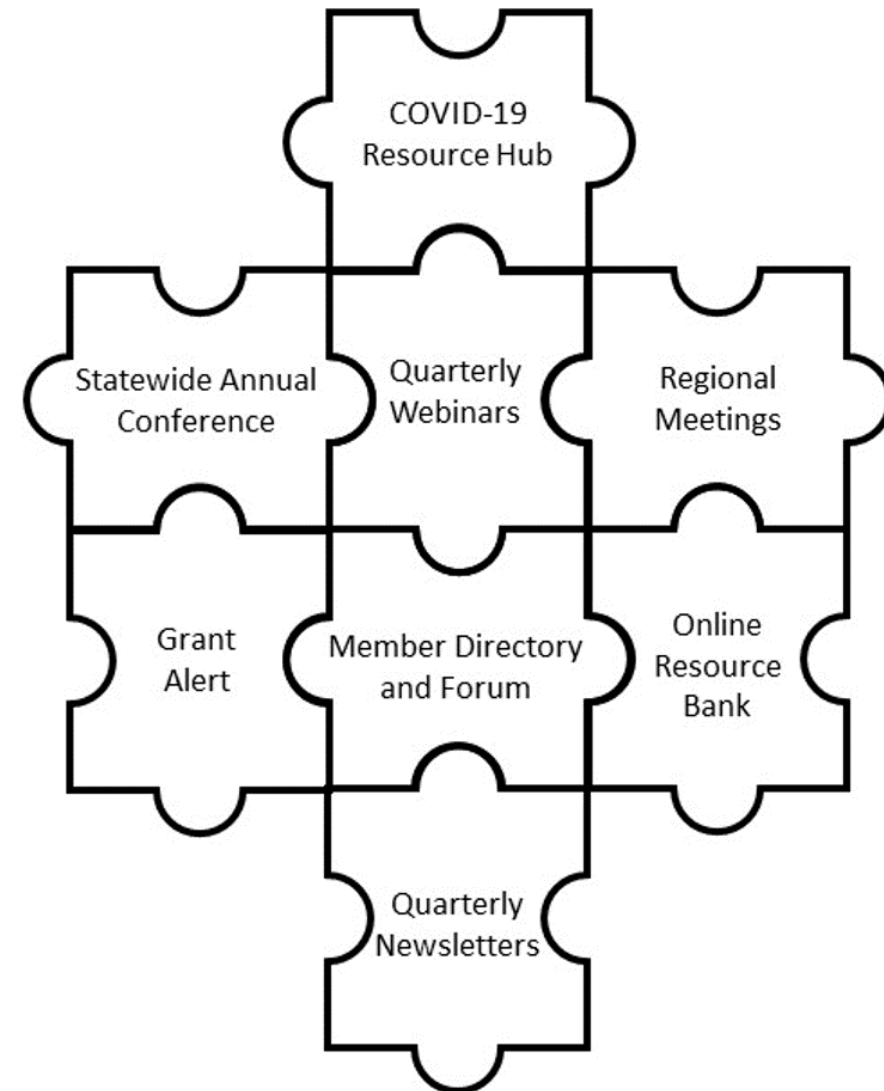 COVID-19
Resource Hub
Statewide Annual
Conference
Quarterly
Webinars
Regional
Meetings
Grant
Alert
Member Directory
and Forum
Online
Resource
Bank
Quarterly
Newsletters